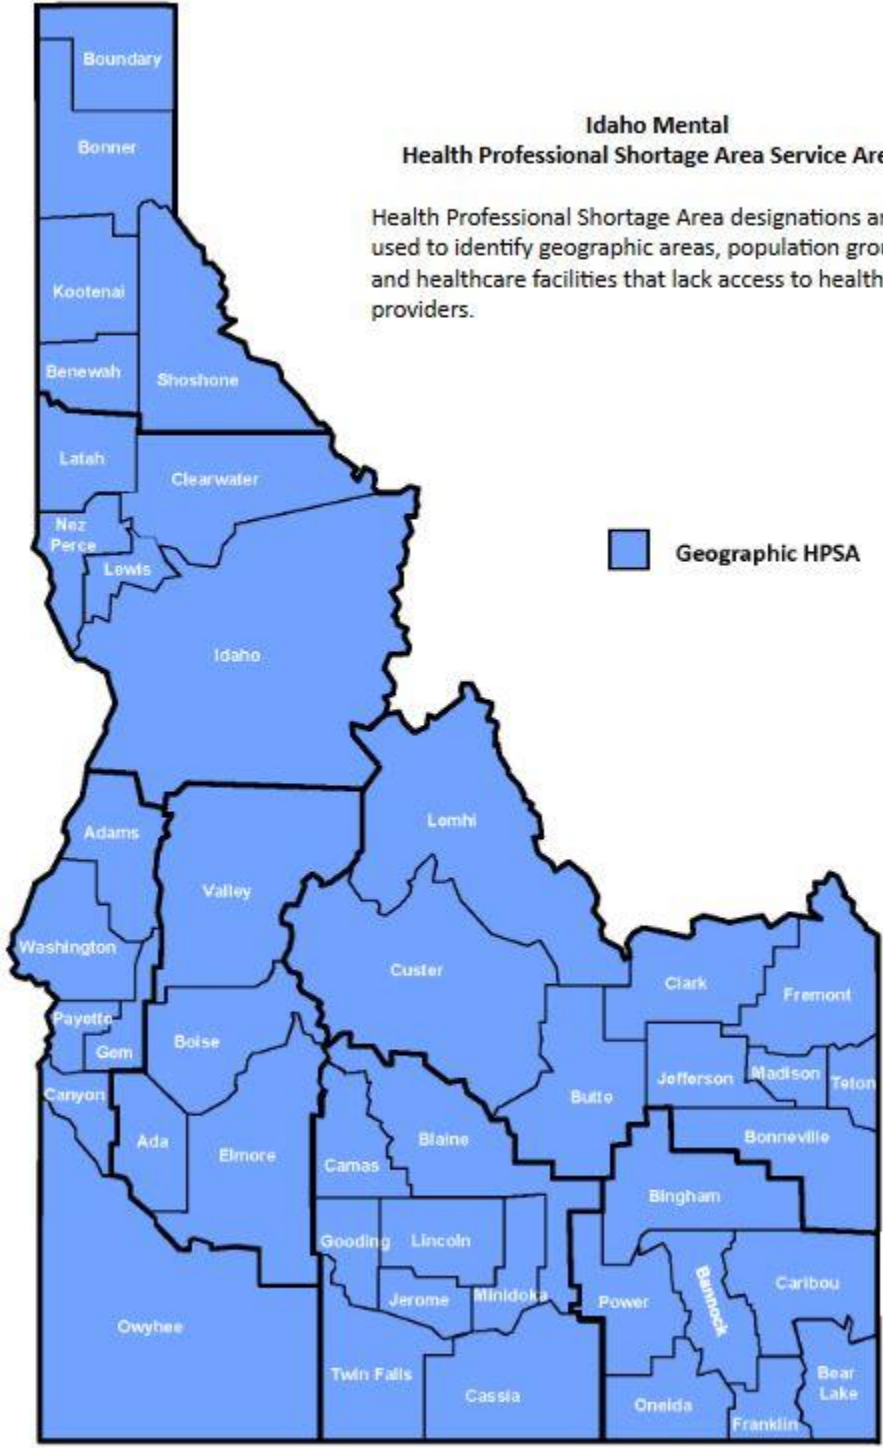 Boundary
Idaho Mental
Health Professional Shortage Area Service Are
Bonner
Health Professional Shortage Area designations
used to identify geographic areas, population
and healthcare facilities that lack access to health
providers.
Kootenai
Benewah
Shoshone
Latah
Clearwater
Nez
Perce
Lewis
Geographic HPSA
Idaho
Lemhi
Adams
Valley
Washington
Custer
Clark
Fremont
Payette
Boise
Gem
Canyon
Jefferson
Madison
Teton
Butte
Ada
Elmore
Blaine
Bonneville
Camas
Bingham
Gooding
Lincoln
Caribou
Jerome
Minidoka
Power
Bannock
Owyhee
Twin Falls
Cassia
Bear
Lake
Oneida
Franklin